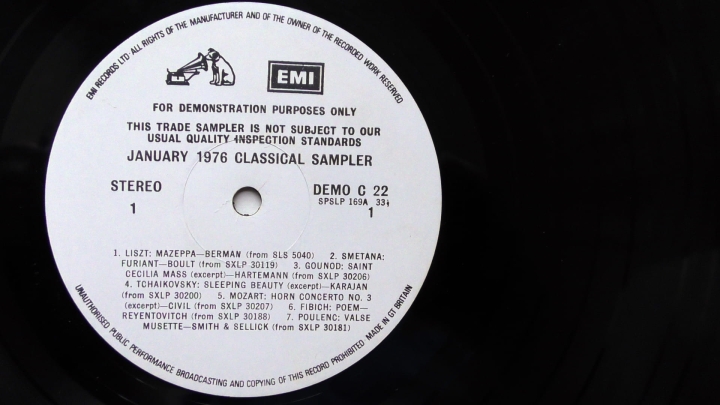 EMI RECORDS LTD · ALL RIGHTS OF THE MANUFACTURER AND OF THE OWNER OF THE RECORDED WORK RESERVED
EMI
FOR DEMONSTRATION PURPOSES ONLY
THIS TRADE SAMPLER IS NOT SUBJECT TO OUR
USUAL QUALITY INSPECTION STANDARDS
JANUARY 1976 CLASSICAL SAMPLER
STEREO
1
DEMO C 22
SPSLP 169A 33⅓
1
1. LISZT: MAZEPPA—BERMAN (from SLS 5040) 2. SMETANA:
FURIANT—BOULT (from SXLP 30119) 3. GOUNOD: SAINT
CECILIA MASS (excerpt)—HARTEMANN (from SXLP 30206)
4. TCHAIKOVSKY: SLEEPING BEAUTY (excerpt)—KARAJAN
(from SXLP 30200) 5. MOZART: HORN CONCERTO NO. 3
(excerpt)—CIVIL (from SXLP 30207) 6. FIBICH: POEM—
REYENTOVITCH (from SXLP 30188) 7. POULENC: VALSE
MUSETTE—SMITH & SELLICK (from SXLP 30181)
UNAUTHORISED PUBLIC PERFORMANCE BROADCASTING AND COPYING OF THIS RECORD PROHIBITED MADE IN GT BRITAIN